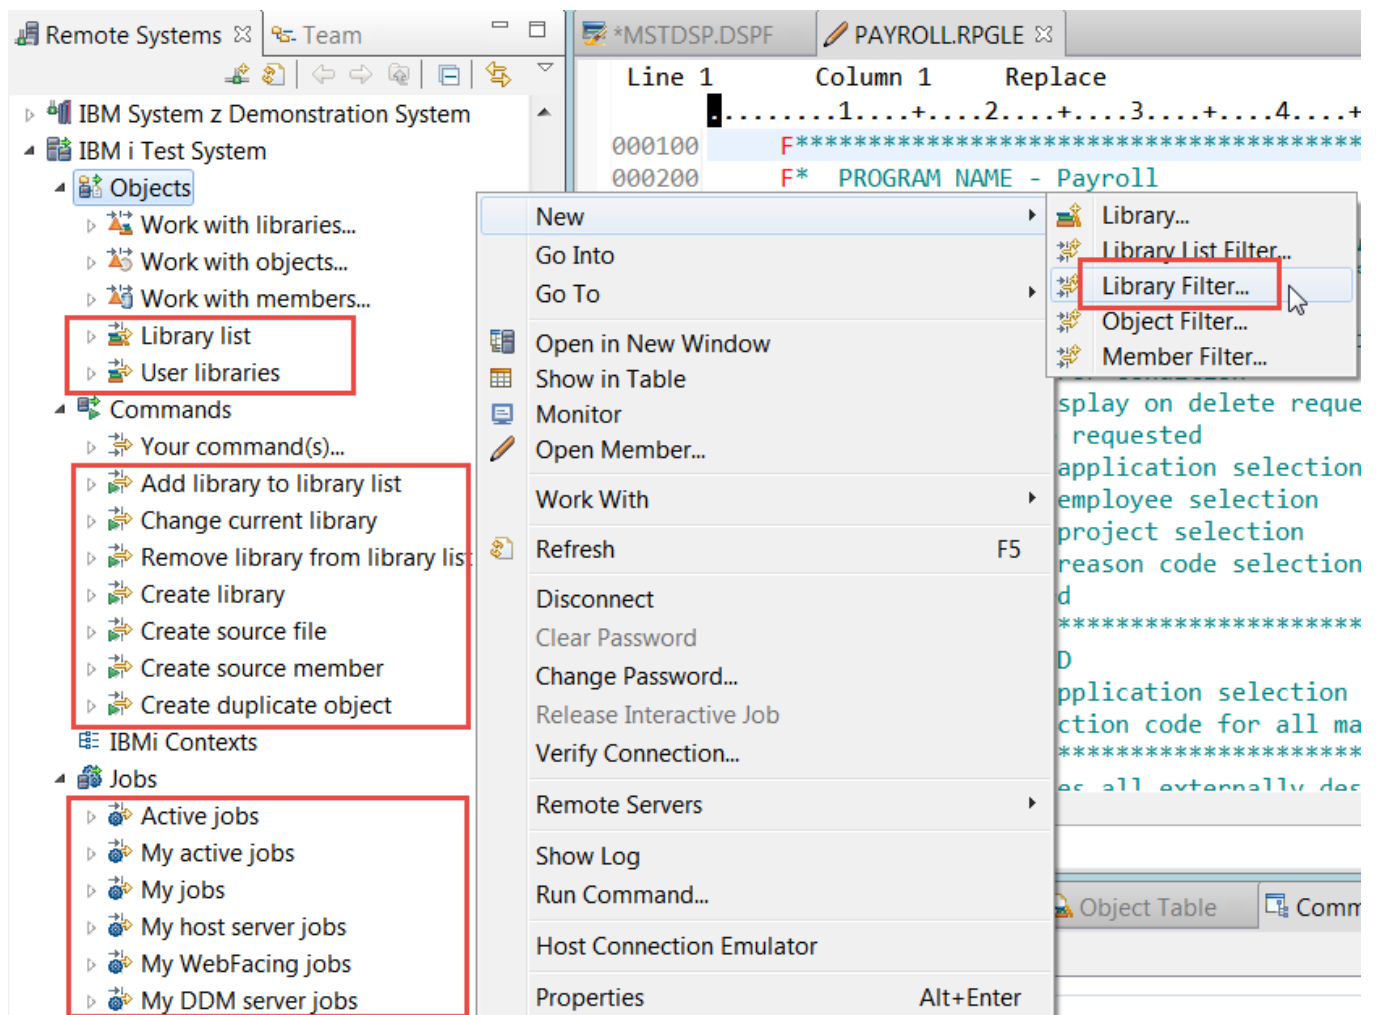 Remote Systems
Team
IBM System z Demonstration System
IBM i Test System
Objects
Work with libraries...
Work with objects...
Work with members...
Library list
User libraries
Commands
Your command(s)...
Add library to library list
Change current library
Remove library from library list
Create library
Create source file
Create source member
Create duplicate object
IBMi Contexts
Jobs
Active jobs
My active jobs
My jobs
My host server jobs
My WebFacing jobs
My DDM server jobs
New
Go Into
Go To
Open in New Window
Show in Table
Monitor
Open Member...
Work With
Refresh F5
Disconnect
Clear Password
Change Password...
Release Interactive Job
Verify Connection...
Remote Servers
Show Log
Run Command...
Host Connection Emulator
Properties Alt+Enter
Library...
Library List Filter...
Library Filter...
Object Filter...
Member Filter...
*MSTDSP.DSPF
PAYROLL.RPGLE
Line 1 Column 1 Replace
.........1....+....2....+....3....+....4....+
000100 F***************************************
000200 F* PROGRAM NAME - Payroll
splay on delete reque
requested
application selection
employee selection
project selection
reason code selection
d
*********************
D
pplication selection
ction code for all ma
*********************
es all externally des
Object Table
Comm